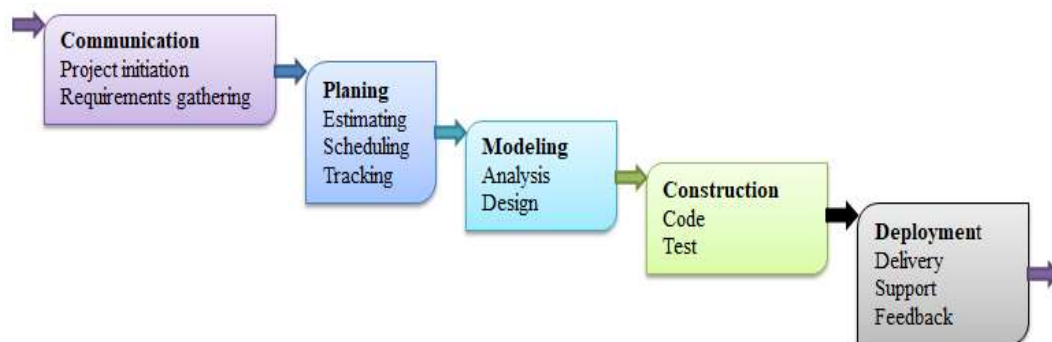 Communication
Project initiation
Requirements gathering
Planing
Estimating
Scheduling
Tracking
Modeling
Analysis
Design
Construction
Code
Test
Deployment
Delivery
Support
Feedback